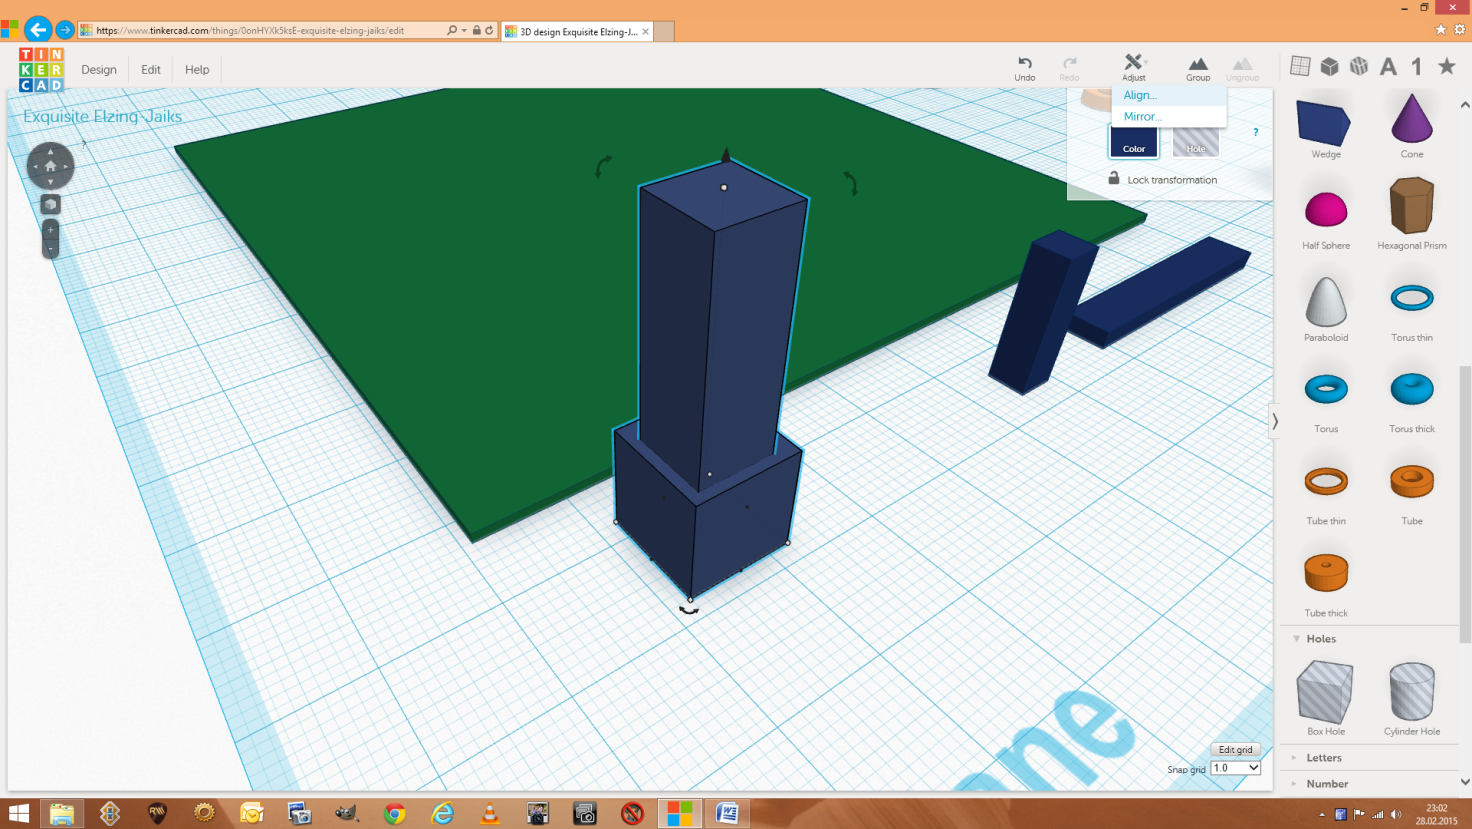 https://www.tinkercad.com/things/0onHYXk5ksE-exquisite-elzing-jaiks/edit
3D design Exquisite Elzing-J...
TIN
KER
CAD
Design
Edit
Help
Undo
Redo
Adjust
Group
Ungroup
Align...
Mirror...
Exquisite Elzing-Jaiks
Color
Hole
?
Lock transformation
Wedge
Cone
Half Sphere
Hexagonal Prism
Paraboloid
Torus thin
Torus
Torus thick
Tube thin
Tube
Tube thick
Holes
Box Hole
Cylinder Hole
Letters
Number
Edit grid
Snap grid 1.0
ne
23:02
28.02.2015